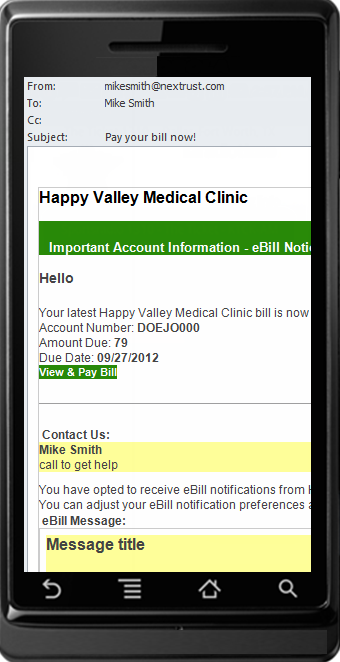 From: mikesmith@nextrust.com
To: Mike Smith
Cc:
Subject: Pay your bill now!
Happy Valley Medical Clinic
Important Account Information - eBill Notic
Hello
Your latest Happy Valley Medical Clinic bill is now
Account Number: DOEJO000
Amount Due: 79
Due Date: 09/27/2012
View & Pay Bill
Contact Us:
Mike Smith
call to get help
You have opted to receive eBill notifications from
You can adjust your eBill notification preferences
eBill Message:
Message title